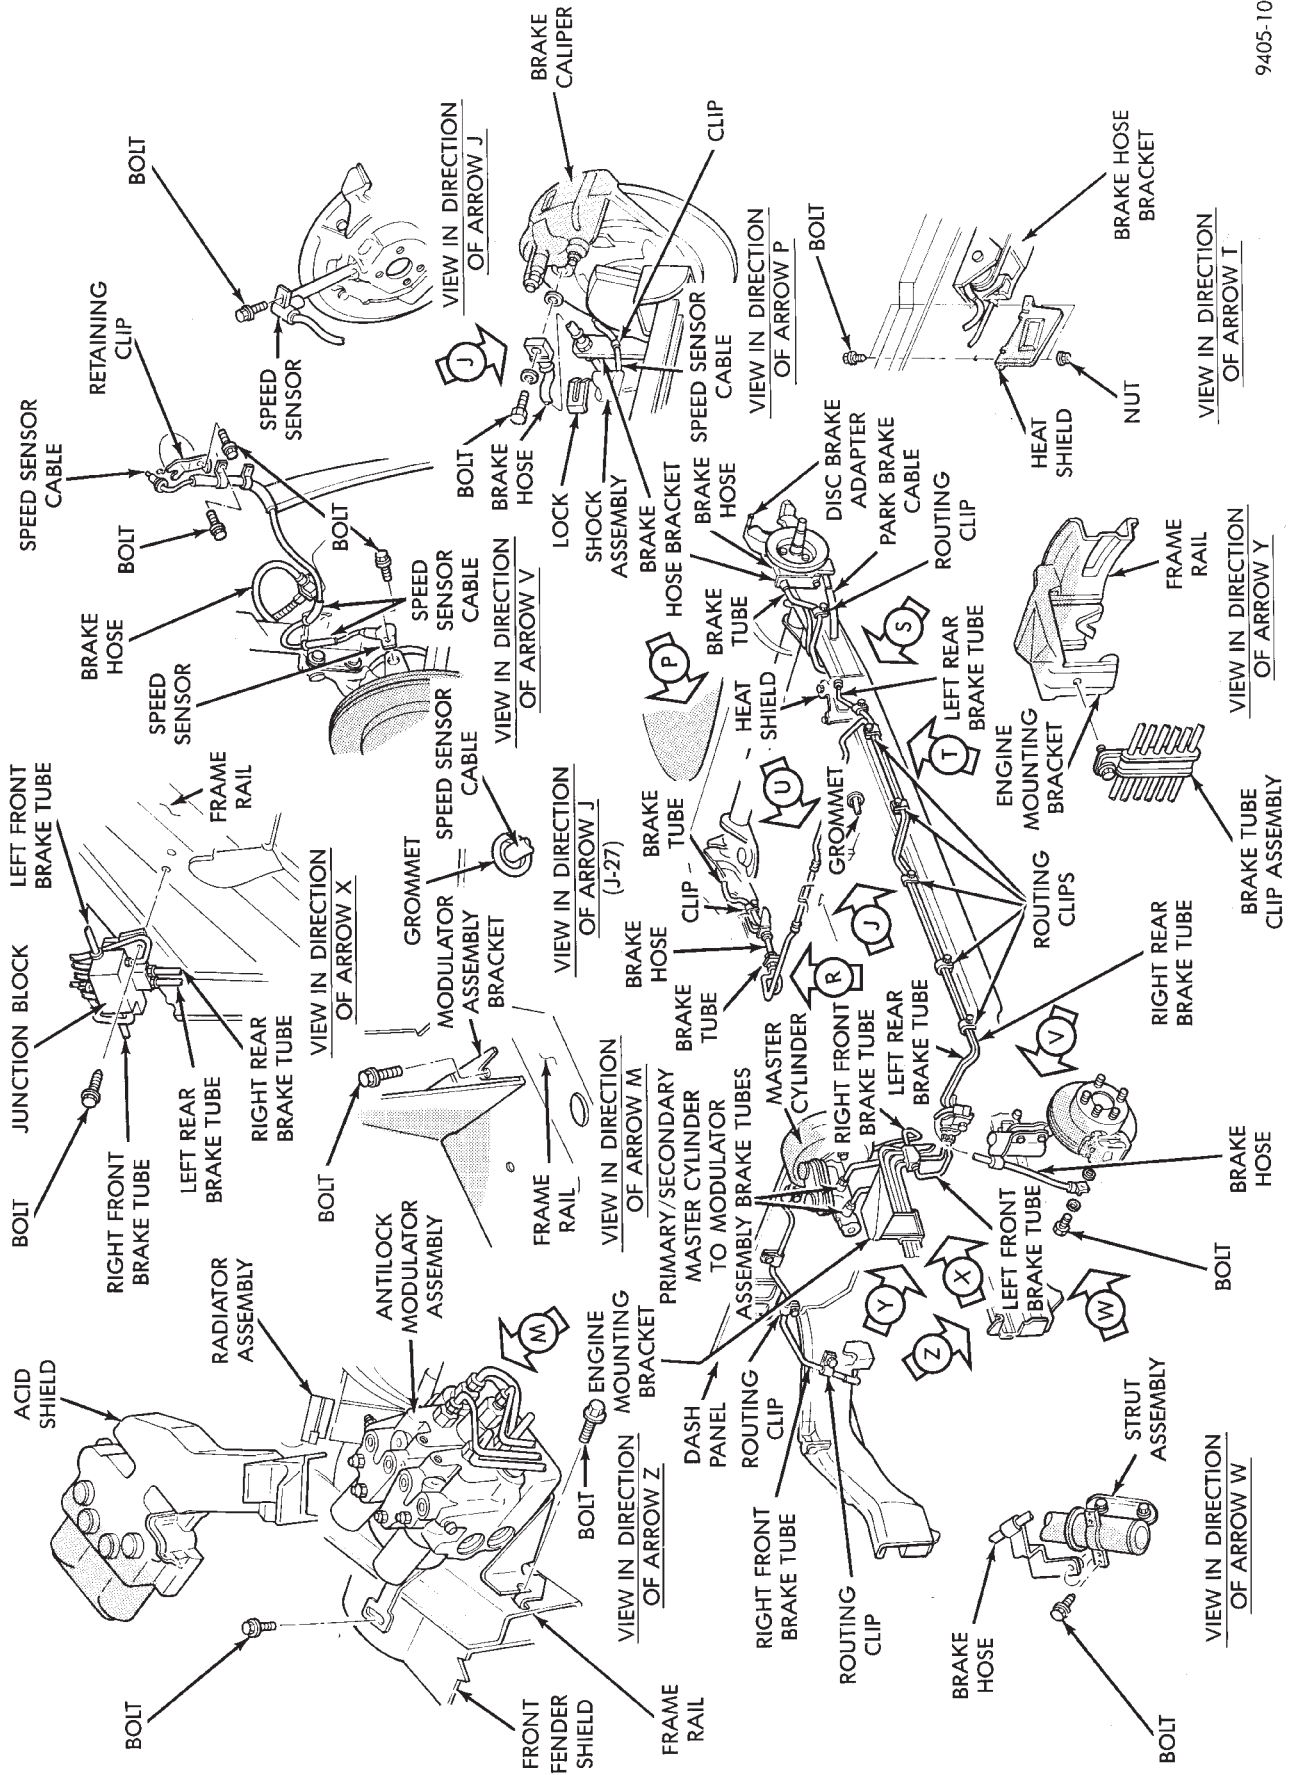 ACID
SHIELD
RADIATOR
ASSEMBLY
ANTILOCK
MODULATOR
ASSEMBLY
M
BOLT
FRONT
FENDER
SHIELD
FRAME
RAIL
BOLT
VIEW IN DIRECTION
OF ARROW Z
ENGINE
MOUNTING
BRACKET
BOLT
JUNCTION BLOCK
LEFT FRONT
BRAKE TUBE
RIGHT FRONT
BRAKE TUBE
LEFT REAR
BRAKE TUBE
RIGHT REAR
BRAKE TUBE
FRAME
RAIL
VIEW IN DIRECTION
OF ARROW X
BOLT
MODULATOR
ASSEMBLY
BRACKET
FRAME
RAIL
VIEW IN DIRECTION
OF ARROW M
GROMMET
SPEED SENSOR
CABLE
VIEW IN DIRECTION
OF ARROW J
(J-27)
SPEED SENSOR
CABLE
RETAINING
CLIP
BOLT
BRAKE
HOSE
BOLT
SPEED
SENSOR
SPEED
SENSOR
CABLE
VIEW IN DIRECTION
OF ARROW V
BOLT
SPEED
SENSOR
VIEW IN DIRECTION
OF ARROW J
J
BOLT
BRAKE
HOSE
LOCK
SHOCK
ASSEMBLY
BRAKE
HOSE BRACKET
BRAKE
CALIPER
CLIP
SPEED SENSOR
CABLE
VIEW IN DIRECTION
OF ARROW P
PRIMARY/SECONDARY
MASTER CYLINDER
TO MODULATOR
ASSEMBLY BRAKE TUBES
MASTER
CYLINDER
RIGHT FRONT
BRAKE TUBE
LEFT REAR
BRAKE TUBE
BRAKE
TUBE
BRAKE
HOSE
CLIP
BRAKE
TUBE
U
R
J
GROMMET
HEAT
SHIELD
P
BRAKE
TUBE
BRAKE
HOSE
DISC BRAKE
ADAPTER
PARK BRAKE
CABLE
ROUTING
CLIP
S
LEFT REAR
BRAKE TUBE
T
ROUTING
CLIPS
RIGHT REAR
BRAKE TUBE
V
DASH
PANEL
ROUTING
CLIP
RIGHT FRONT
BRAKE TUBE
ROUTING
CLIP
Y
Z
X
W
LEFT FRONT
BRAKE TUBE
BRAKE
HOSE
BOLT
BRAKE
HOSE
STRUT
ASSEMBLY
BOLT
VIEW IN DIRECTION
OF ARROW W
ENGINE
MOUNTING
BRACKET
FRAME
RAIL
BRAKE TUBE
CLIP ASSEMBLY
VIEW IN DIRECTION
OF ARROW Y
BOLT
BRAKE HOSE
BRACKET
HEAT
SHIELD
NUT
VIEW IN DIRECTION
OF ARROW T
9405-10